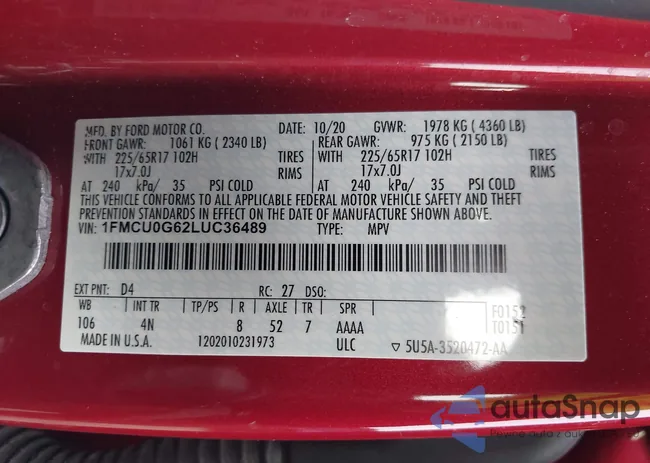 MFD. BY FORD MOTOR CO. DATE: 10/20 GVWR: 1978 KG ( 4360 LB)
FRONT GAWR: 1061 KG ( 2340 LB) REAR GAWR: 975 KG ( 2150 LB)
WITH 225/65R17 102H TIRES WITH 225/65R17 102H TIRES
17x7.0J RIMS 17x7.0J RIMS
AT 240 kPa/ 35 PSI COLD AT 240 kPa/ 35 PSI COLD
THIS VEHICLE CONFORMS TO ALL APPLICABLE FEDERAL MOTOR VEHICLE SAFETY AND THEFT
PREVENTION STANDARDS IN EFFECT ON THE DATE OF MANUFACTURE SHOWN ABOVE.
VIN: 1FMCU0G62LUC36489 TYPE: MPV
EXT PNT: D4 RC: 27 DSO:
WB INT TR TP/PS R AXLE TR SPR F0152
106 4N 8 52 7 AAAA T0151
MADE IN U.S.A. 1202010231973 ULC ▽ 5U5A-3520472-AA
autoSnap
Pewne auto z